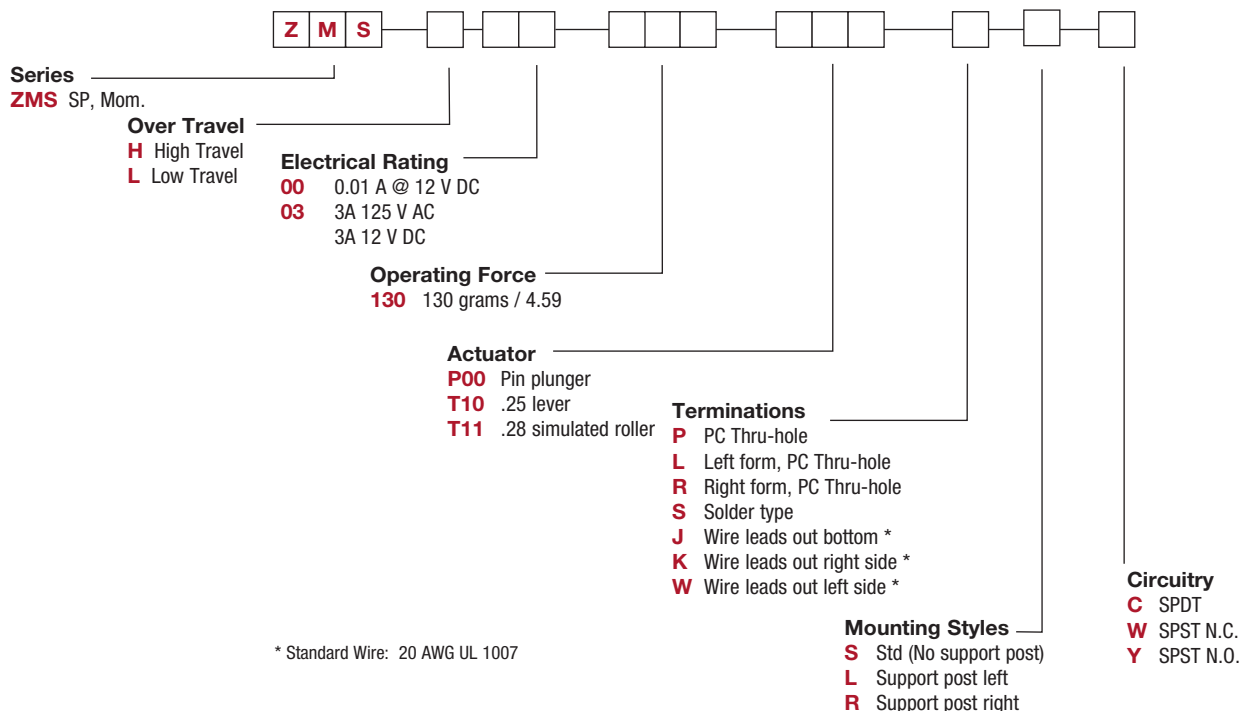 Z M S
Series
ZMS SP, Mom.
Over Travel
H High Travel
L Low Travel
Electrical Rating
00 0.01 A @ 12 V DC
03 3A 125 V AC
3A 12 V DC
Operating Force
130 130 grams / 4.59
Actuator
P00 Pin plunger
T10 .25 lever
T11 .28 simulated roller
Terminations
P PC Thru-hole
L Left form, PC Thru-hole
R Right form, PC Thru-hole
S Solder type
J Wire leads out bottom *
K Wire leads out right side *
W Wire leads out left side *
Mounting Styles
S Std (No support post)
L Support post left
R Support post right
Circuitry
C SPDT
W SPST N.C.
Y SPST N.O.
* Standard Wire: 20 AWG UL 1007